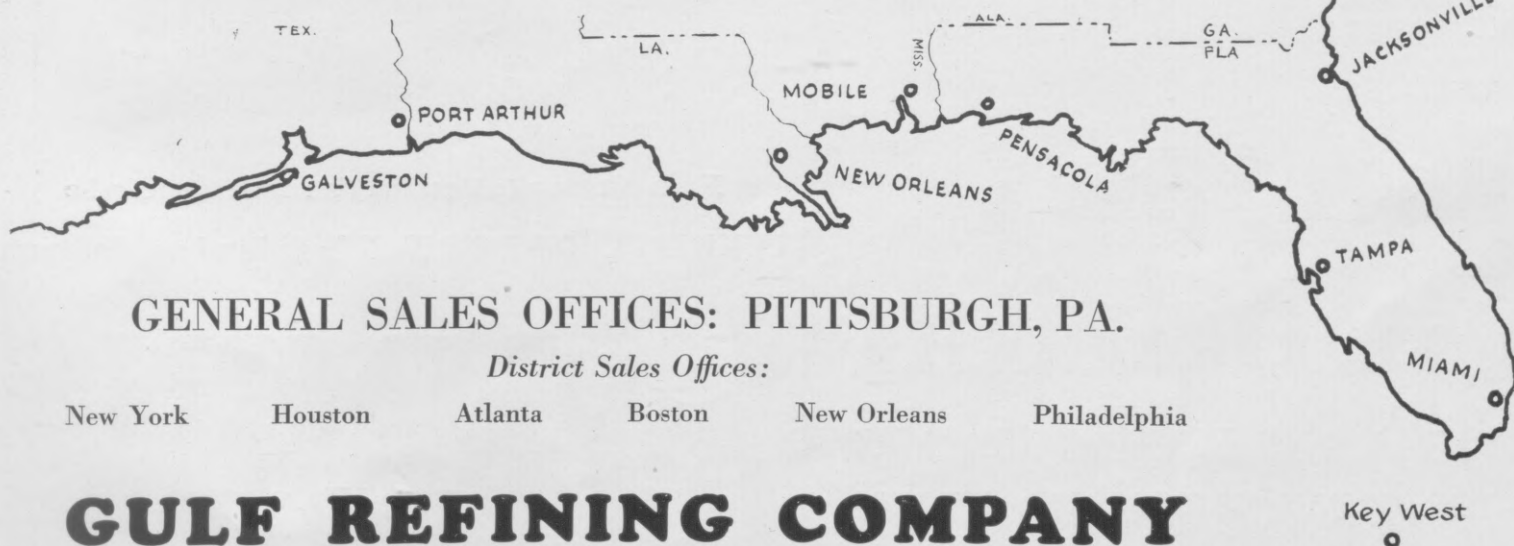 TEX.
LA.
MISS.
ALA.
GA.
FLA
JACKSONVILLE
PORT ARTHUR
MOBILE
GALVESTON
NEW ORLEANS
PENSACOLA
TAMPA
GENERAL SALES OFFICES: PITTSBURGH, PA.
District Sales Offices:
MIAMI
New York Houston Atlanta Boston New Orleans Philadelphia
GULF REFINING COMPANY
Key West